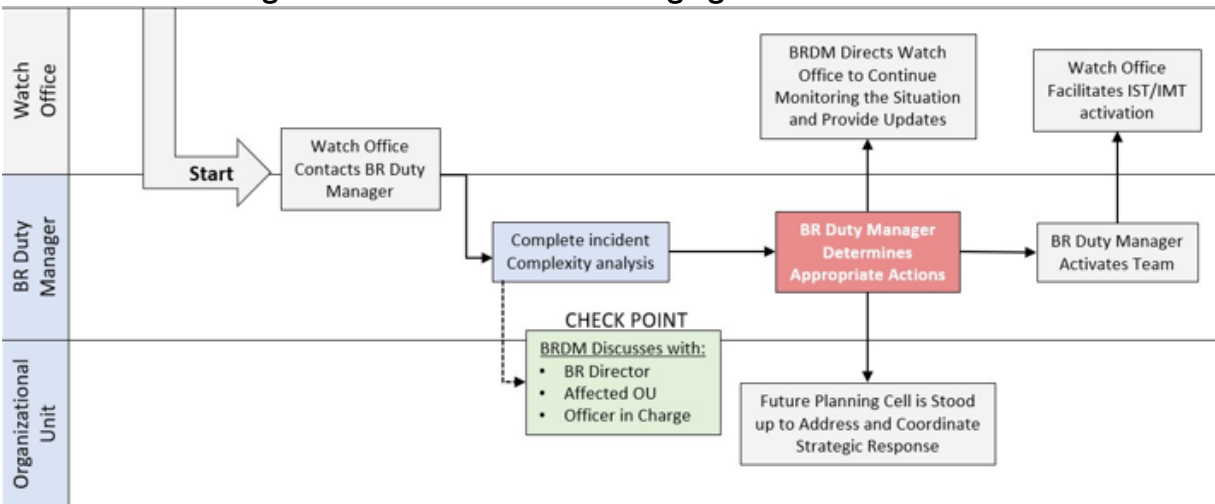 Watch
Office
BR Duty
Manager
Organizational
Unit
Start
Watch Office
Contacts BR Duty
Manager
Complete incident
Complexity analysis
CHECK POINT
BRDM Discusses with:
• BR Director
• Affected OU
• Officer in Charge
BRDM Directs Watch
Office to Continue
Monitoring the Situation
and Provide Updates
BR Duty Manager
Determines
Appropriate Actions
Future Planning Cell is Stood
up to Address and Coordinate
Strategic Response
Watch Office
Facilitates IST/IMT
activation
BR Duty Manager
Activates Team